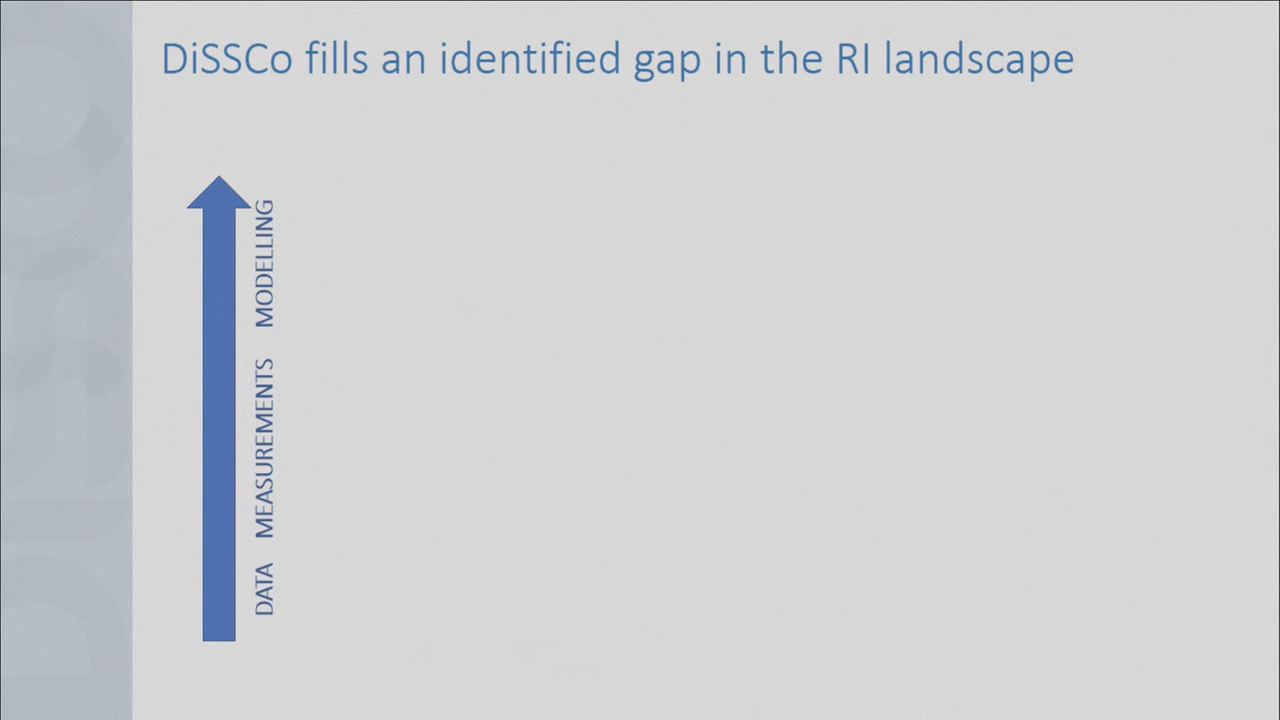 DiSSCo fills an identified gap in the RI landscape
DATA MEASUREMENTS MODELLING